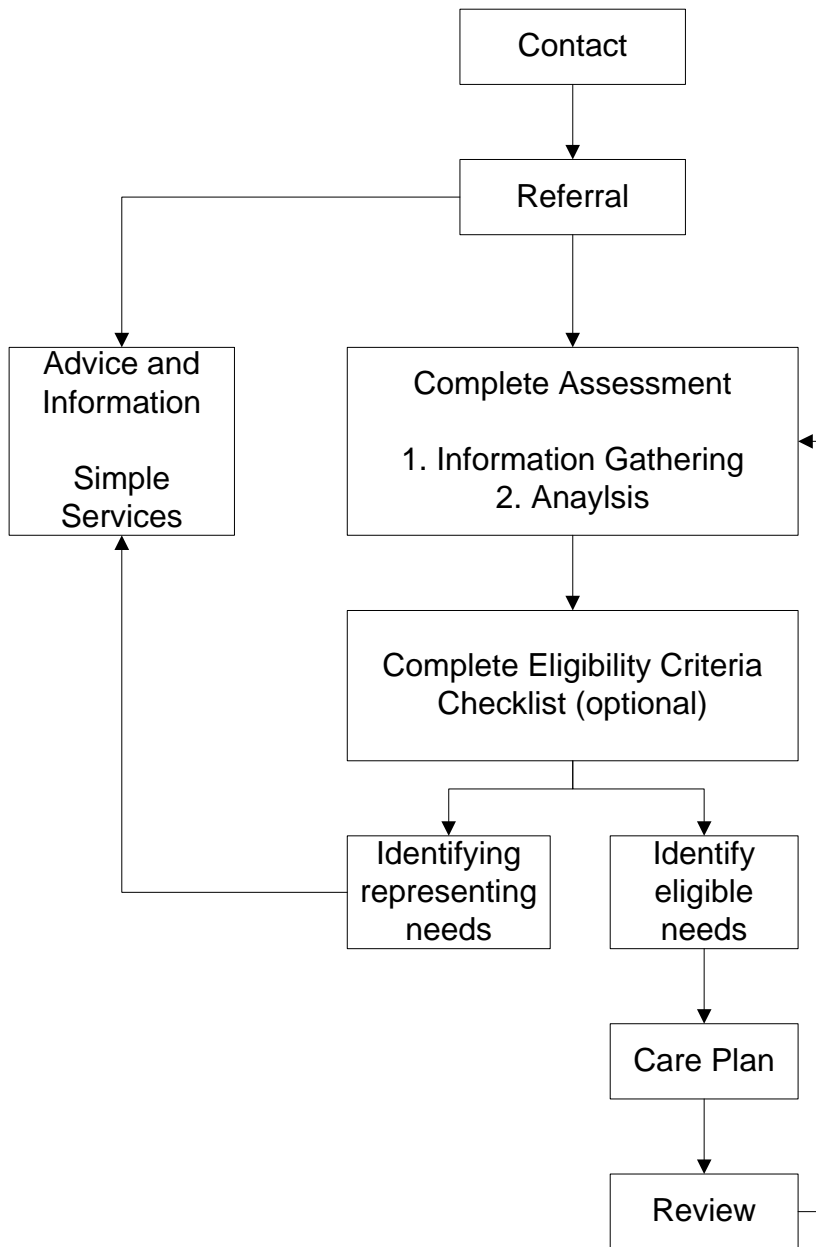 Contact
Referral
Advice and
Information
Simple
Services
Complete Assessment
1. Information Gathering
2. Anaylsis
Complete Eligibility Criteria
Checklist (optional)
Identifying
representing
needs
Identify
eligible
needs
Care Plan
Review